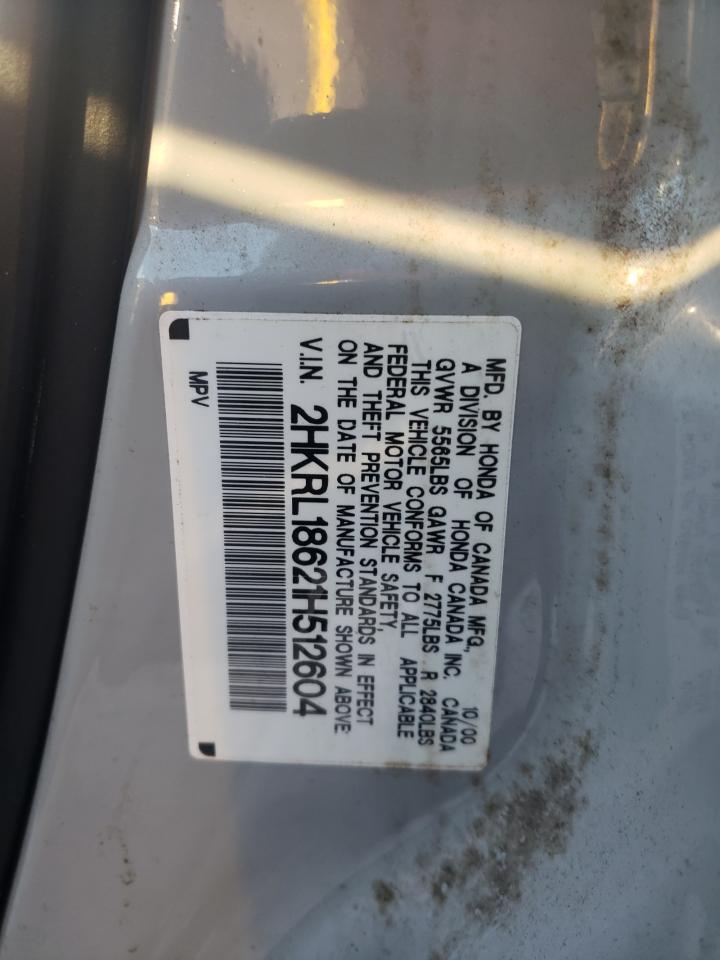 MFD. BY HONDA OF CANADA MFG., 10/00
A DIVISION OF HONDA CANADA INC. CANADA
GVWR 5565LBS GAWR F 2775LBS R 2840LBS
THIS VEHICLE CONFORMS TO ALL APPLICABLE
FEDERAL MOTOR VEHICLE SAFETY,
AND THEFT PREVENTION STANDARDS IN EFFECT
ON THE DATE OF MANUFACTURE SHOWN ABOVE.
V.I.N. 2HKRL18621H512604
MPV